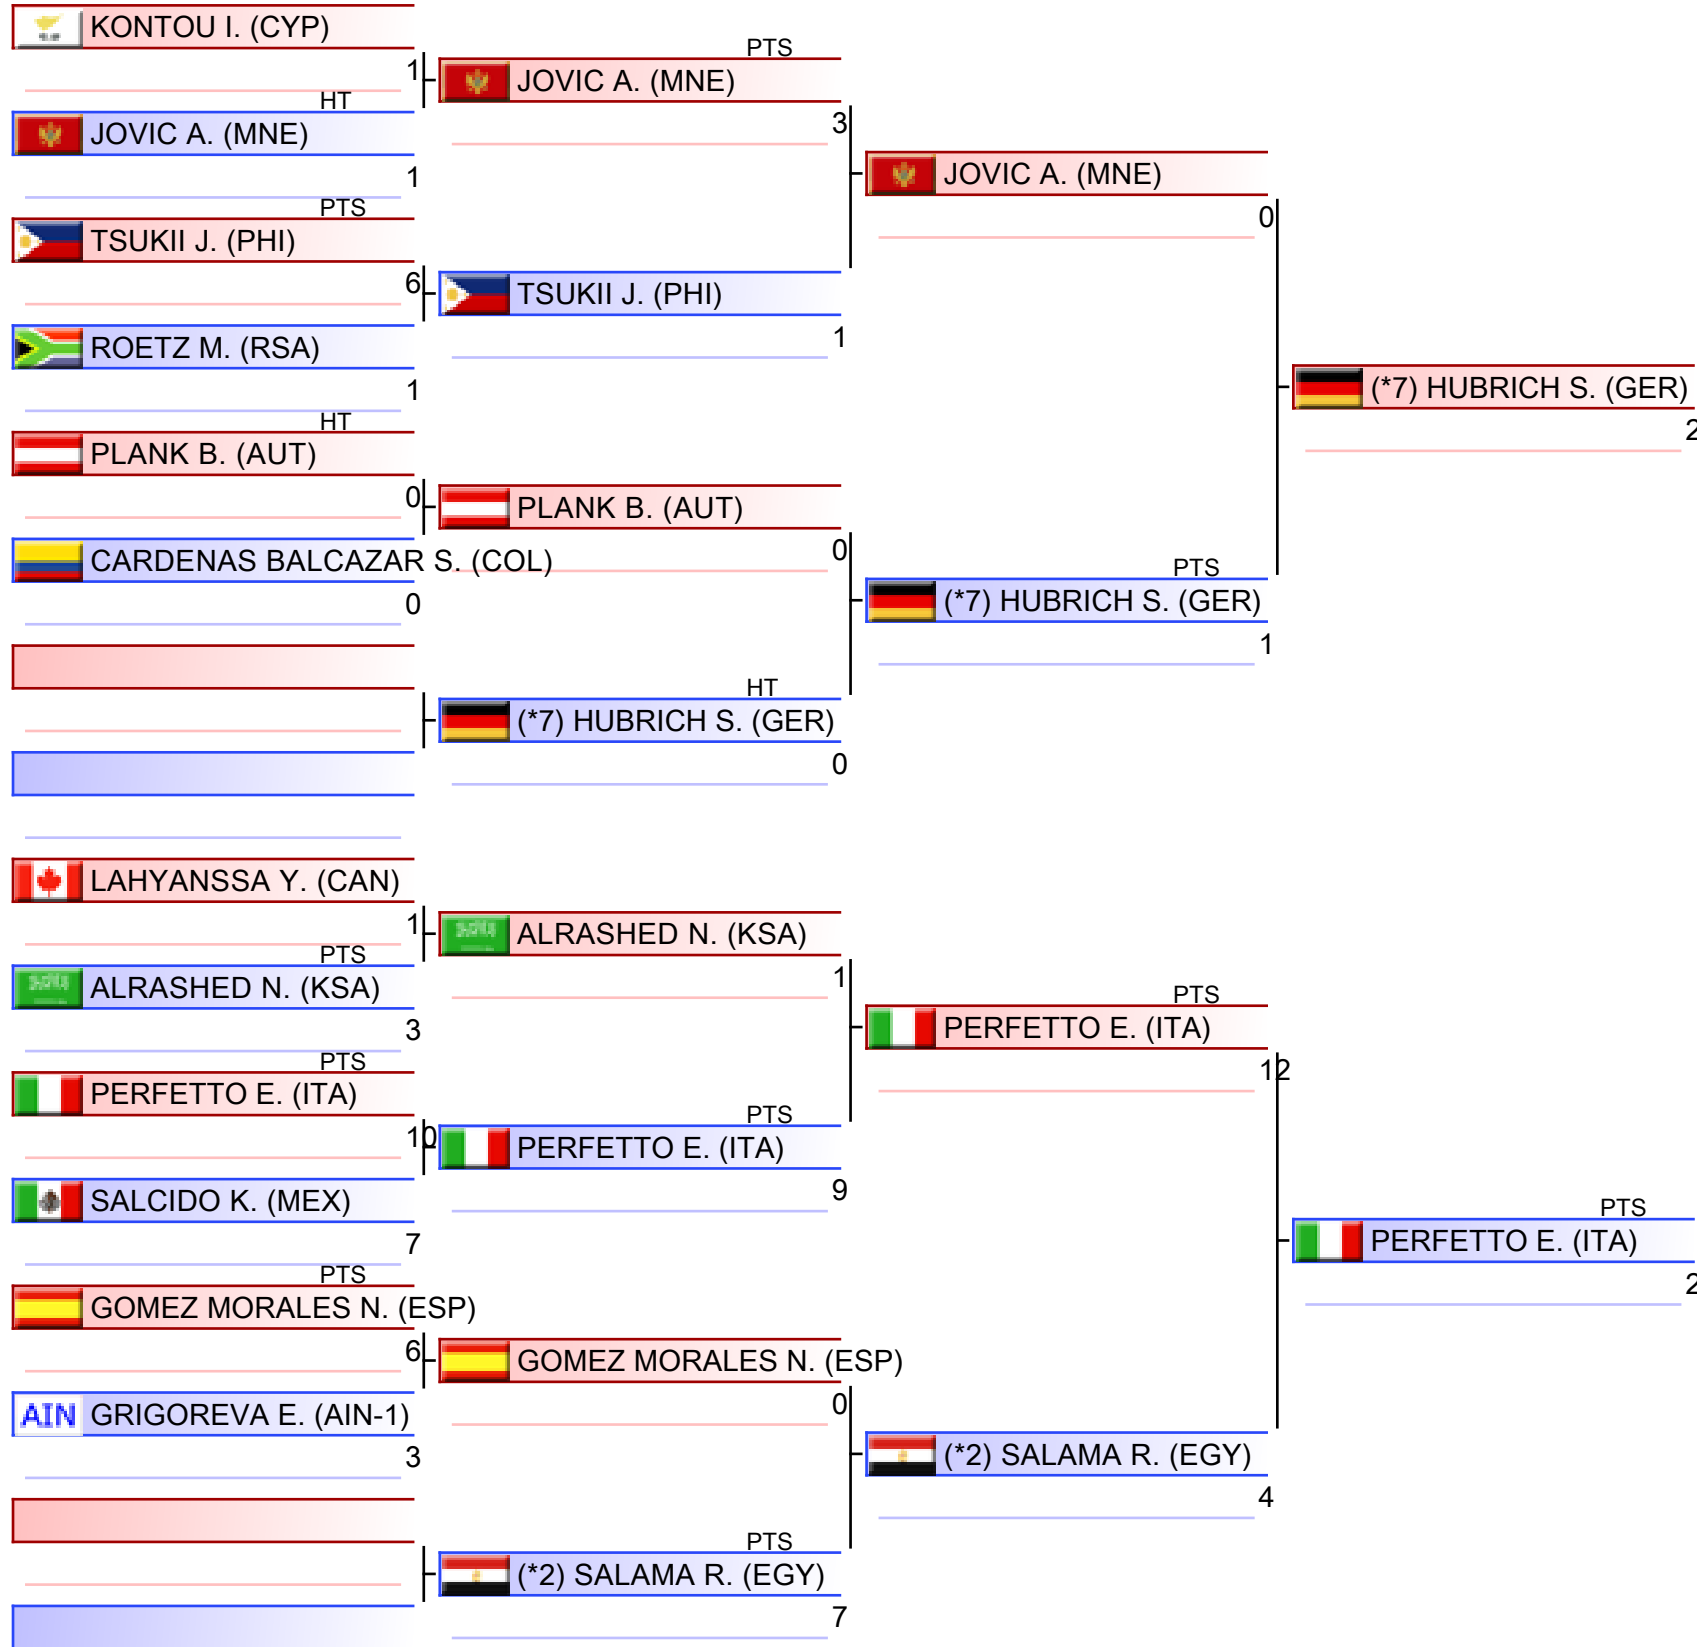 KONTOU I. (CYP)
1
HT
JOVIC A. (MNE)
1
PTS
TSUKII J. (PHI)
6
ROETZ M. (RSA)
1
HT
PLANK B. (AUT)
0
CARDENAS BALCAZAR S. (COL)
0
LAHYANSSA Y. (CAN)
1
PTS
ALRASHED N. (KSA)
3
PTS
PERFETTO E. (ITA)
10
SALCIDO K. (MEX)
7
PTS
GOMEZ MORALES N. (ESP)
6
AIN GRIGOREVA E. (AIN-1)
3
PTS
JOVIC A. (MNE)
3
TSUKII J. (PHI)
1
PLANK B. (AUT)
0
HT
(*7) HUBRICH S. (GER)
0
ALRASHED N. (KSA)
1
PTS
PERFETTO E. (ITA)
9
GOMEZ MORALES N. (ESP)
0
PTS
(*2) SALAMA R. (EGY)
7
JOVIC A. (MNE)
0
PTS
(*7) HUBRICH S. (GER)
1
PTS
PERFETTO E. (ITA)
12
(*2) SALAMA R. (EGY)
4
(*7) HUBRICH S. (GER)
2
PTS
PERFETTO E. (ITA)
2